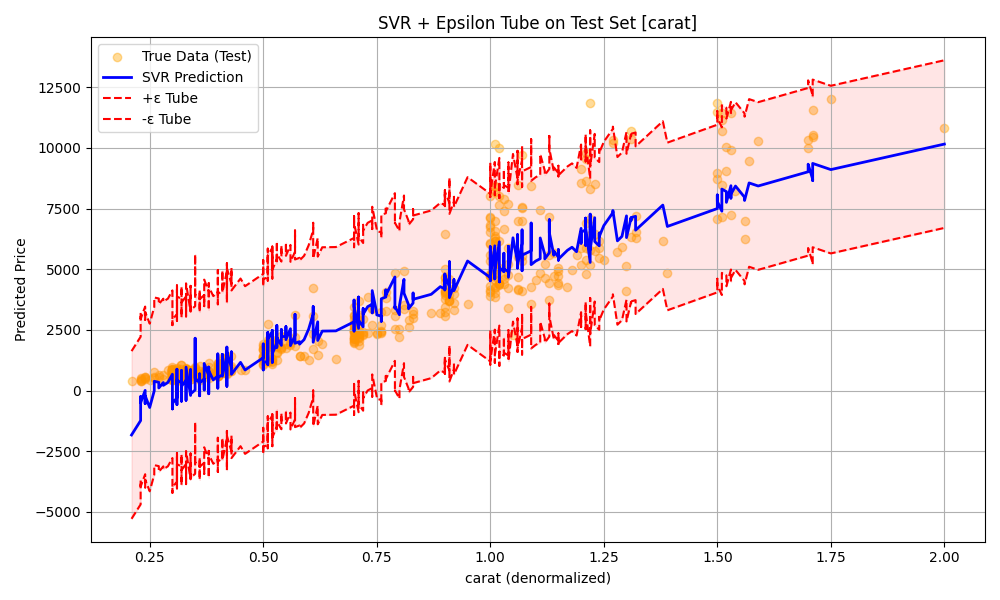 SVR + Epsilon Tube on Test Set [carat]
True Data (Test)
SVR Prediction
+ε Tube
-ε Tube
12500
10000
7500
5000
2500
0
−2500
−5000
Predicted Price
0.25 0.50 0.75 1.00 1.25 1.50 1.75 2.00
carat (denormalized)